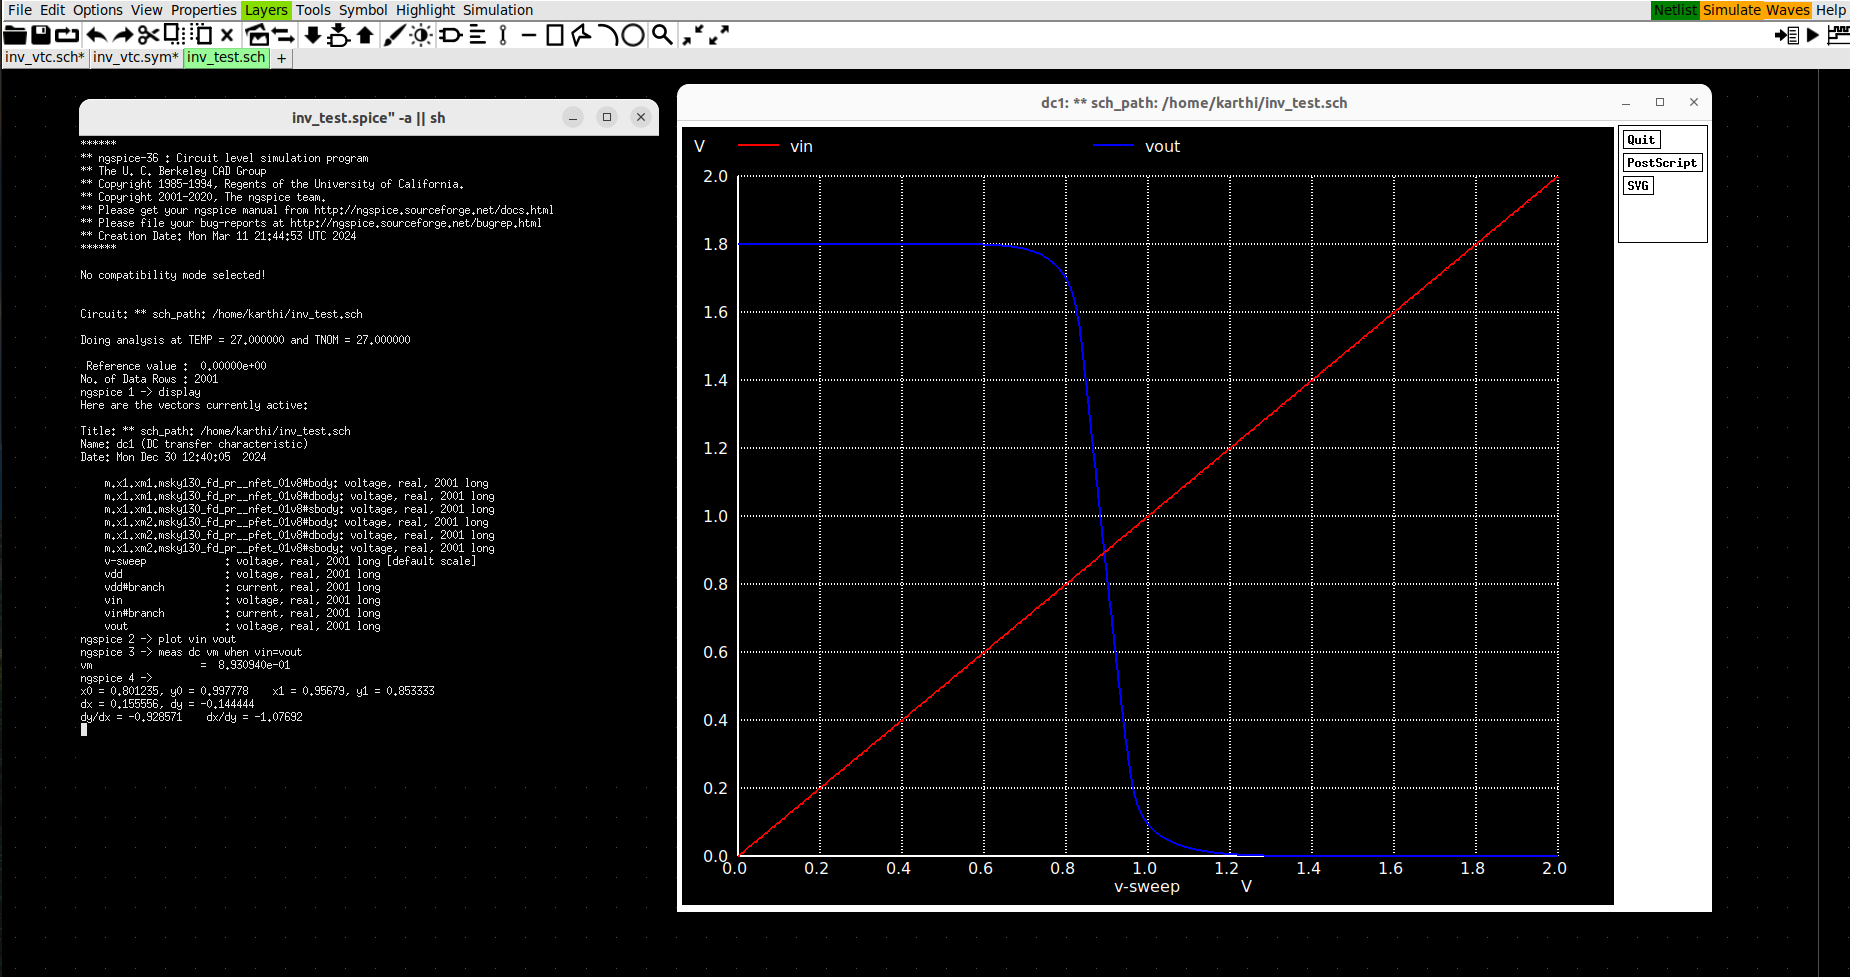 File Edit Options View Properties Layers Tools Symbol Highlight Simulation Netlist Simulate Waves Help
inv_vtc.sch* inv_vtc.sym* inv_test.sch +
inv_test.spice" -a || sh
******
** ngspice-36 : Circuit level simulation program
** The U. C. Berkeley CAD Group
** Copyright 1985-1994, Regents of the University of California.
** Copyright 2001-2020, The ngspice team.
** Please get your ngspice manual from http://ngspice.sourceforge.net/docs.html
** Please file your bug-reports at http://ngspice.sourceforge.net/bugrep.html
** Creation Date: Mon Mar 11 21:44:53 UTC 2024
******
No compatibility mode selected!
Circuit: ** sch_path: /home/karthi/inv_test.sch
Doing analysis at TEMP = 27.000000 and TNOM = 27.000000
Reference value : 0.00000e+00
No. of Data Rows : 2001
ngspice 1 -> display
Here are the vectors currently active:
Title: ** sch_path: /home/karthi/inv_test.sch
Name: dc1 (DC transfer characteristic)
Date: Mon Dec 30 12:40:05 2024
m.x1.xm1.msky130_fd_pr__nfet_01v8#body: voltage, real, 2001 long
m.x1.xm1.msky130_fd_pr__nfet_01v8#dbody: voltage, real, 2001 long
m.x1.xm1.msky130_fd_pr__nfet_01v8#sbody: voltage, real, 2001 long
m.x1.xm2.msky130_fd_pr__pfet_01v8#body: voltage, real, 2001 long
m.x1.xm2.msky130_fd_pr__pfet_01v8#dbody: voltage, real, 2001 long
m.x1.xm2.msky130_fd_pr__pfet_01v8#sbody: voltage, real, 2001 long
v-sweep : voltage, real, 2001 long [default scale]
vdd : voltage, real, 2001 long
vdd#branch : current, real, 2001 long
vin : voltage, real, 2001 long
vin#branch : current, real, 2001 long
vout : voltage, real, 2001 long
ngspice 2 -> plot vin vout
ngspice 3 -> meas dc vm when vin=vout
vm = 8.930940e-01
ngspice 4 ->
x0 = 0.801235, y0 = 0.997778 x1 = 0.95679, y1 = 0.853333
dx = 0.155556, dy = -0.144444
dy/dx = -0.928571 dx/dy = -1.07692
dc1: ** sch_path: /home/karthi/inv_test.sch
Quit
PostScript
SVG
V vin vout
2.0
1.8
1.6
1.4
1.2
1.0
0.8
0.6
0.4
0.2
0.0
0.0 0.2 0.4 0.6 0.8 1.0 1.2 1.4 1.6 1.8 2.0
v-sweep V